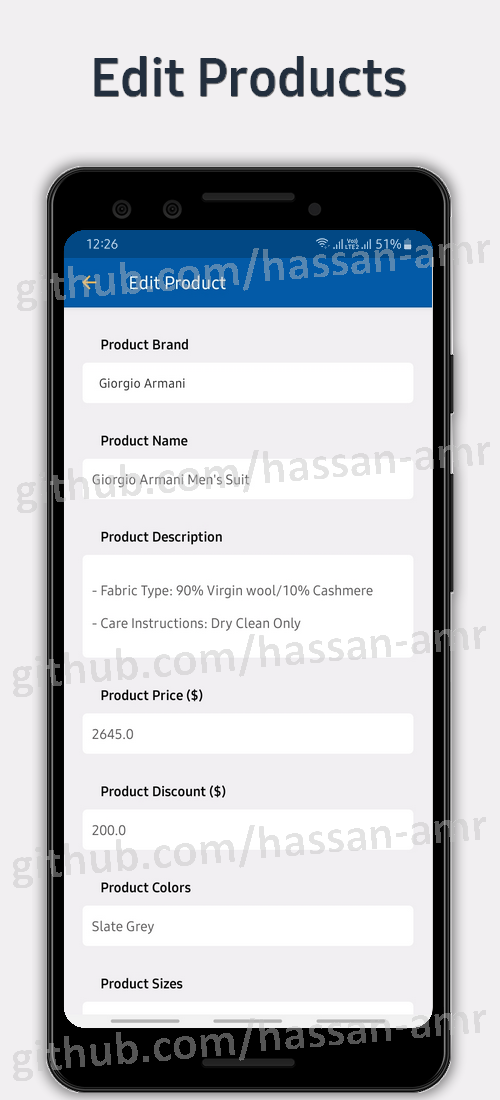 Edit Products
12:26
Voo) LTE2 51%
github.com/hassan-amr
Edit Product
Product Brand
Giorgio Armani
Product Name
github.com/hassan-amr
Giorgio Armani Men's Suit
Product Description
- Fabric Type: 90% Virgin wool/10% Cashmere
- Care Instructions: Dry Clean Only
github.com/hassan-amr
Product Price ($)
2645.0
Product Discount ($)
200.0
github.com/hassan-amr
Product Colors
Slate Grey
Product Sizes
github.com/hassan-amr